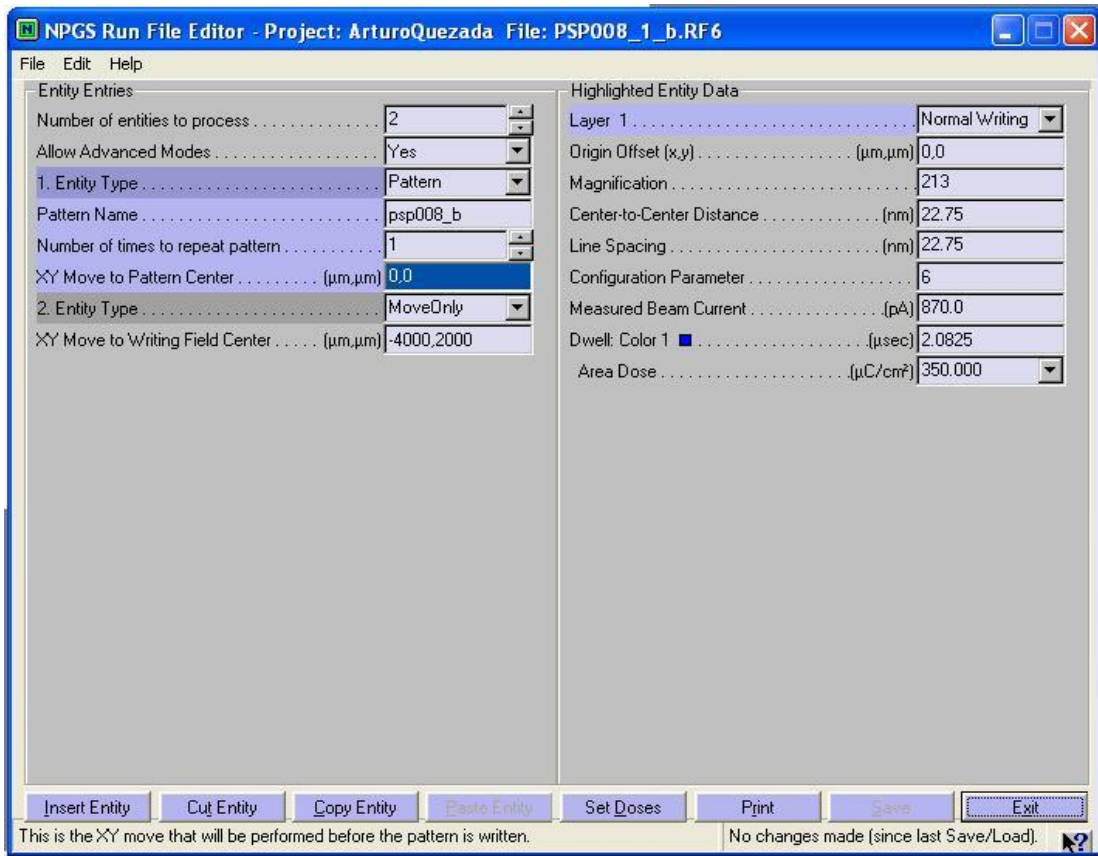 NPGS Run File Editor - Project: ArturoQuezada File: PSP008_1_b.RF6
File Edit Help
Entity Entries
Number of entities to process . . . . . . . . . . . . 2
Allow Advanced Modes . . . . . . . . . . . . . . . . Yes
1. Entity Type . . . . . . . . . . . . . . . . . . . . . . . Pattern
Pattern Name . . . . . . . . . . . . . . . . . . . . . . . psp008_b
Number of times to repeat pattern . . . . . . . . . . 1
XY Move to Pattern Center . . . . . . . . . (µm,µm) 0,0
2. Entity Type . . . . . . . . . . . . . . . . . . . . . . . MoveOnly
XY Move to Writing Field Center . . . . . (µm,µm) -4000,2000
Highlighted Entity Data
Layer 1 . . . . . . . . . . . . . . . . . . . . . . . . . . . Normal Writing
Origin Offset (x,y) . . . . . . . . . . . . . . . (µm,µm) 0,0
Magnification . . . . . . . . . . . . . . . . . . . . . . . 213
Center-to-Center Distance . . . . . . . . . . . (nm) 22.75
Line Spacing . . . . . . . . . . . . . . . . . . . . (nm) 22.75
Configuration Parameter . . . . . . . . . . . . . . . . 6
Measured Beam Current . . . . . . . . . . . . . . (pA) 870.0
Dwell: Color 1 . . . . . . . . . . . . . . . . . (µsec) 2.0825
Area Dose . . . . . . . . . . . . . . . . . . . (µC/cm²) 350.000
Insert Entity Cut Entity Copy Entity Paste Entity Set Doses Print Save Exit
This is the XY move that will be performed before the pattern is written. No changes made (since last Save/Load).